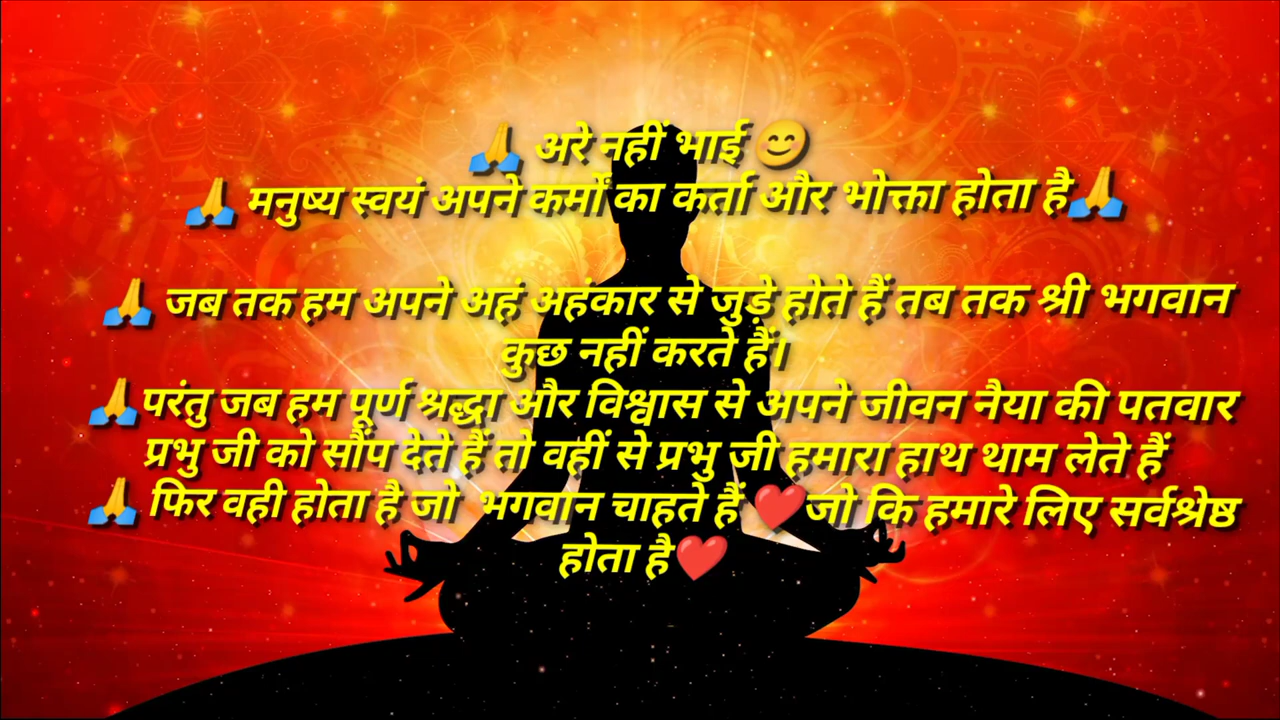 🙏 अरे नहीं भाई 😊
🙏 मनुष्य स्वयं अपने कर्मों का कर्ता और भोक्ता होता है🙏
🙏 जब तक हम अपने अहं अहंकार से जुड़े होते हैं तब तक श्री भगवान
कुछ नहीं करते हैं।
🙏परंतु जब हम पूर्ण श्रद्धा और विश्वास से अपने जीवन नैया की पतवार
प्रभु जी को सौंप देते हैं तो वहीं से प्रभु जी हमारा हाथ थाम लेते हैं
🙏 फिर वही होता है जो भगवान चाहते हैं ❤️जो कि हमारे लिए सर्वश्रेष्ठ
होता है❤️